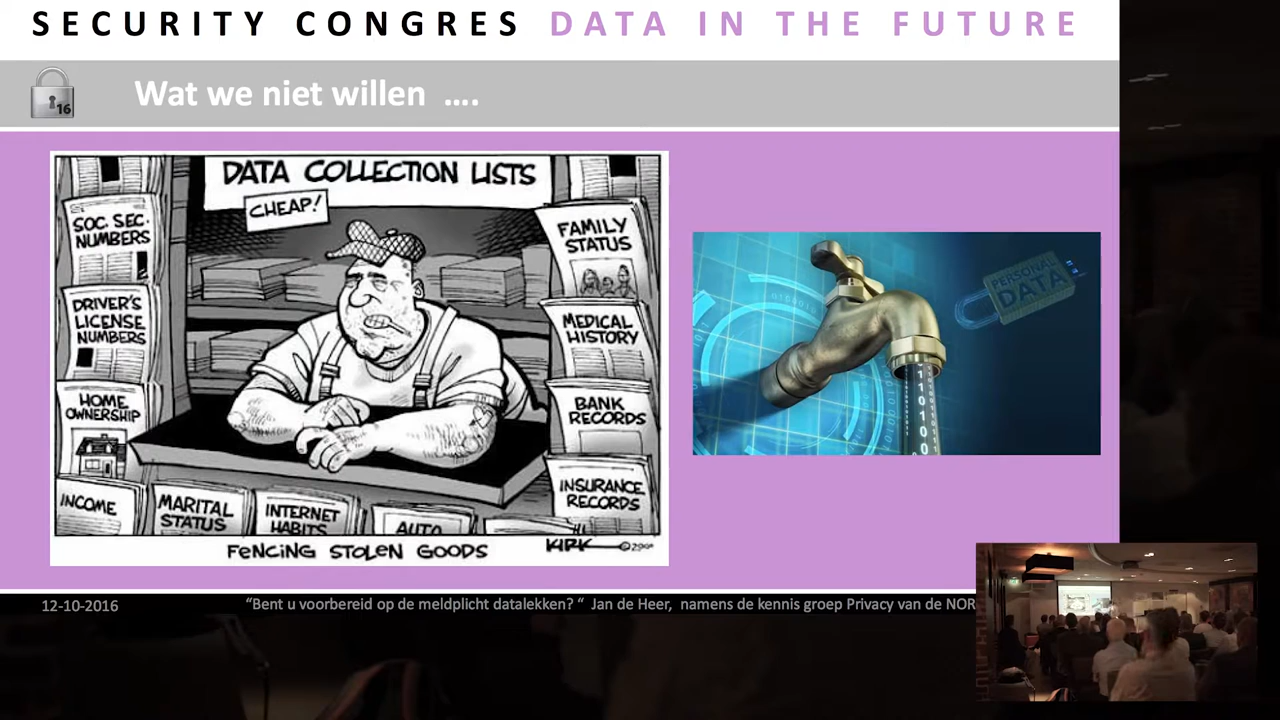 SECURITY CONGRES DATA IN THE FUTURE
16
Wat we niet willen ....
DATA COLLECTION LISTS
CHEAP!
SOC. SEC.
NUMBERS
DRIVER'S
LICENSE
NUMBERS
HOME
OWNERSHIP
INCOME
MARITAL
STATUS
INTERNET
HABITS
AUTO
FAMILY
STATUS
MEDICAL
HISTORY
BANK
RECORDS
INSURANCE
RECORDS
FENCING STOLEN GOODS
KIRK
PERSONAL
DATA
110100
12-10-2016
“Bent u voorbereid op de meldplicht datalekken? “ Jan de Heer, namens de kennis groep Privacy van de NOR